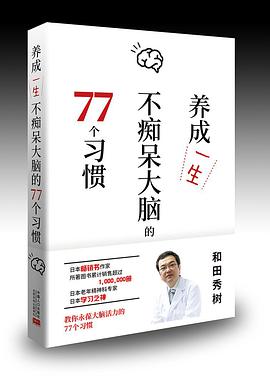 养成一生
不痴呆大脑的
77个习惯
和田秀树
日本畅销书作家
所著图书累计销售超过
1,000,000册
日本老年精神科专家
日本学习之神
教你永葆大脑活力的
77个习惯
养成一生不痴呆大脑的77个习惯